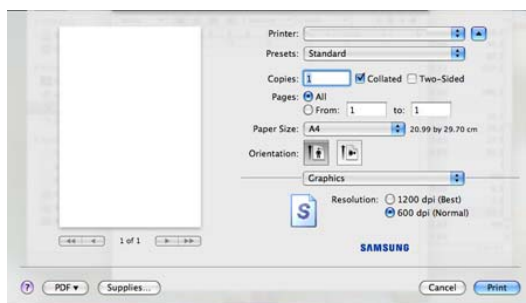 Printer:
Presets: Standard
Copies: 1 Collated Two-Sided
Pages: All
From: 1 to: 1
Paper Size: A4 20.99 by 29.70 cm
Orientation:
Graphics
S Resolution: 1200 dpi (Best)
600 dpi (Normal)
1 of 1
SAMSUNG
? PDF Supplies... Cancel Print